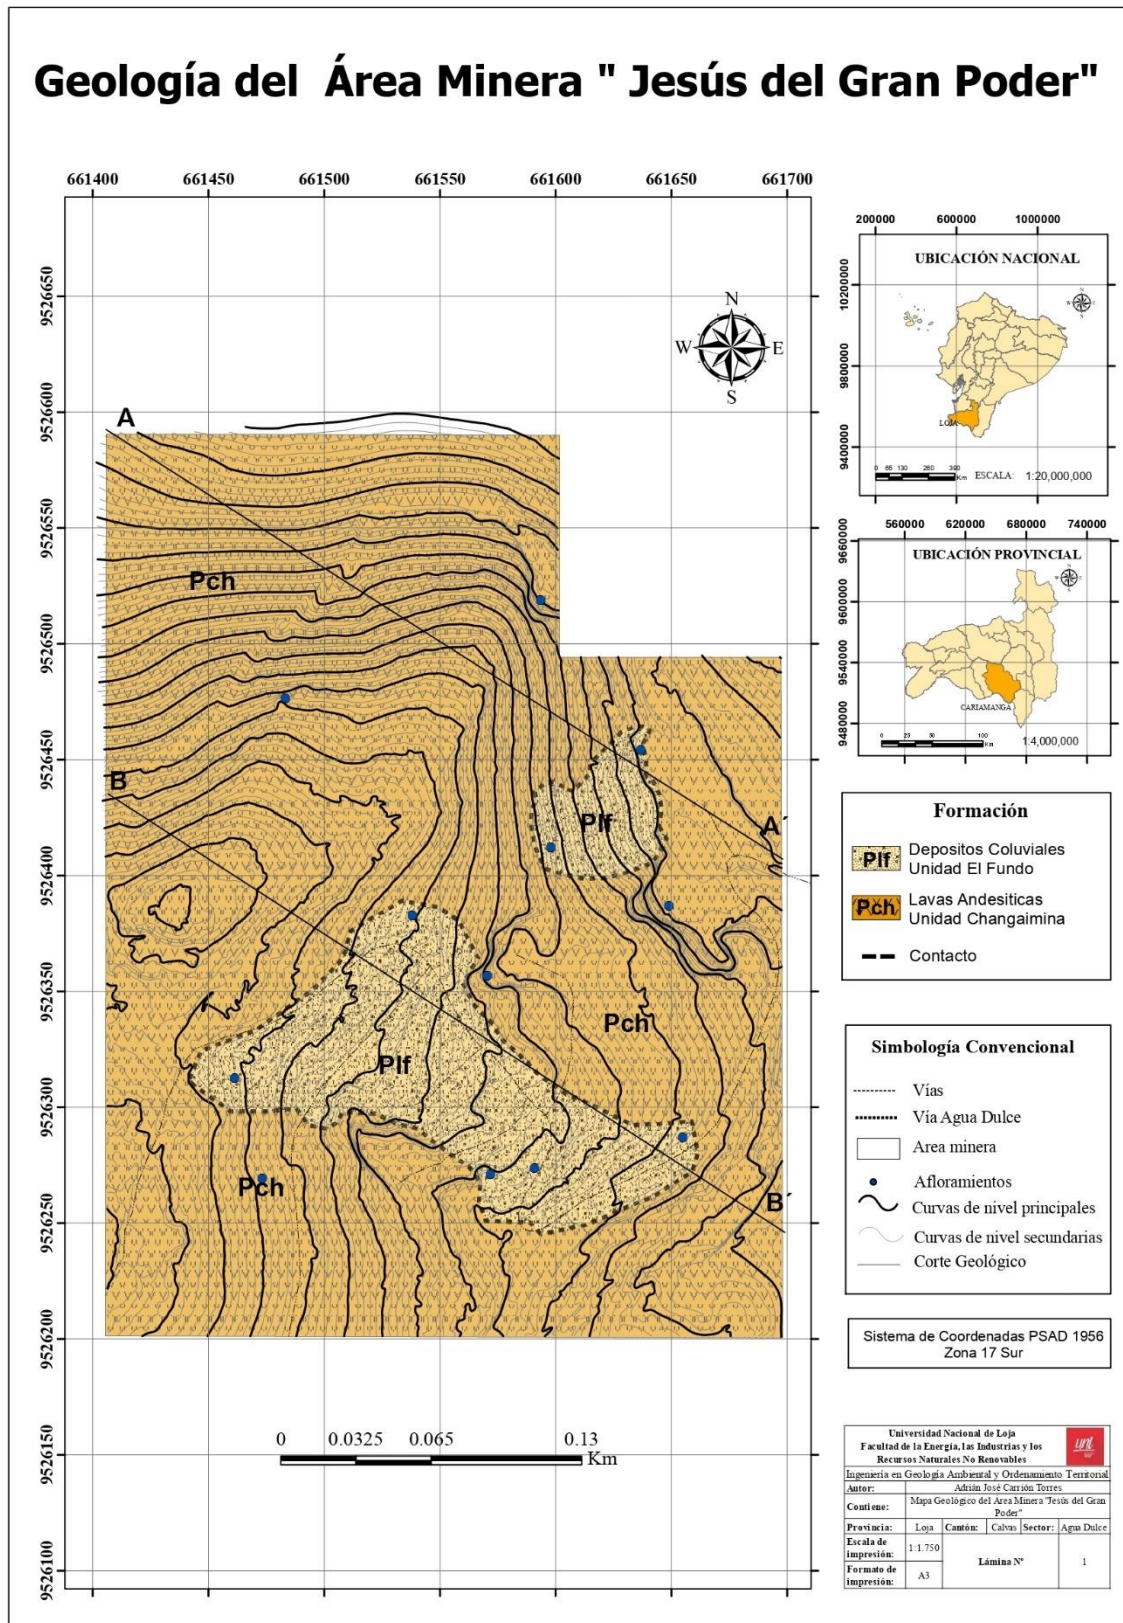 Geología del Área Minera " Jesús del Gran Poder"
661400 661450 661500 661550 661600 661650 661700
9526650
9526600
9526550
9526500
9526450
9526400
9526350
9526300
9526250
9526200
9526150
9526100
N
W E
S
A
Pch
B
Plf
A´
Pch
Plf
Pch
B´
0 0.0325 0.065 0.13
Km
200000 600000 1000000
10200000
9800000
9400000
UBICACIÓN NACIONAL
LOJA
Km
ESCALA: 1:20,000,000
560000 620000 680000 740000
9660000
9600000
9540000
9480000
UBICACIÓN PROVINCIAL
CARIAMANGA
Km
1:4,000,000
Formación
Plf
Depositos Coluviales
Unidad El Fundo
Pch
Lavas Andesiticas
Unidad Changaimina
Contacto
Simbología Convencional
Vías
Vía Agua Dulce
Area minera
Afloramientos
Curvas de nivel principales
Curvas de nivel secundarias
Corte Geológico
Sistema de Coordenadas PSAD 1956
Zona 17 Sur
Universidad Nacional de Loja
Facultad de la Energía, las Industrias y los
Recursos Naturales No Renovables
unl
Ingeniería en Geología Ambiental y Ordenamiento Territorial
Autor: Adrián José Carrión Torres
Contiene: Mapa Geológico del Área Minera "Jesús del Gran
Poder"
Provincia: Loja Cantón: Calvas Sector: Agua Dulce
Escala de
impresión: 1:1.750
Lámina Nº 1
Formato de
impresión: A3